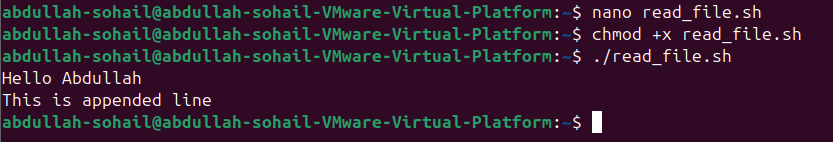 abdullah-sohail@abdullah-sohail-VMware-Virtual-Platform:~$ nano read_file.sh
abdullah-sohail@abdullah-sohail-VMware-Virtual-Platform:~$ chmod +x read_file.sh
abdullah-sohail@abdullah-sohail-VMware-Virtual-Platform:~$ ./read_file.sh
Hello Abdullah
This is appended line
abdullah-sohail@abdullah-sohail-VMware-Virtual-Platform:~$